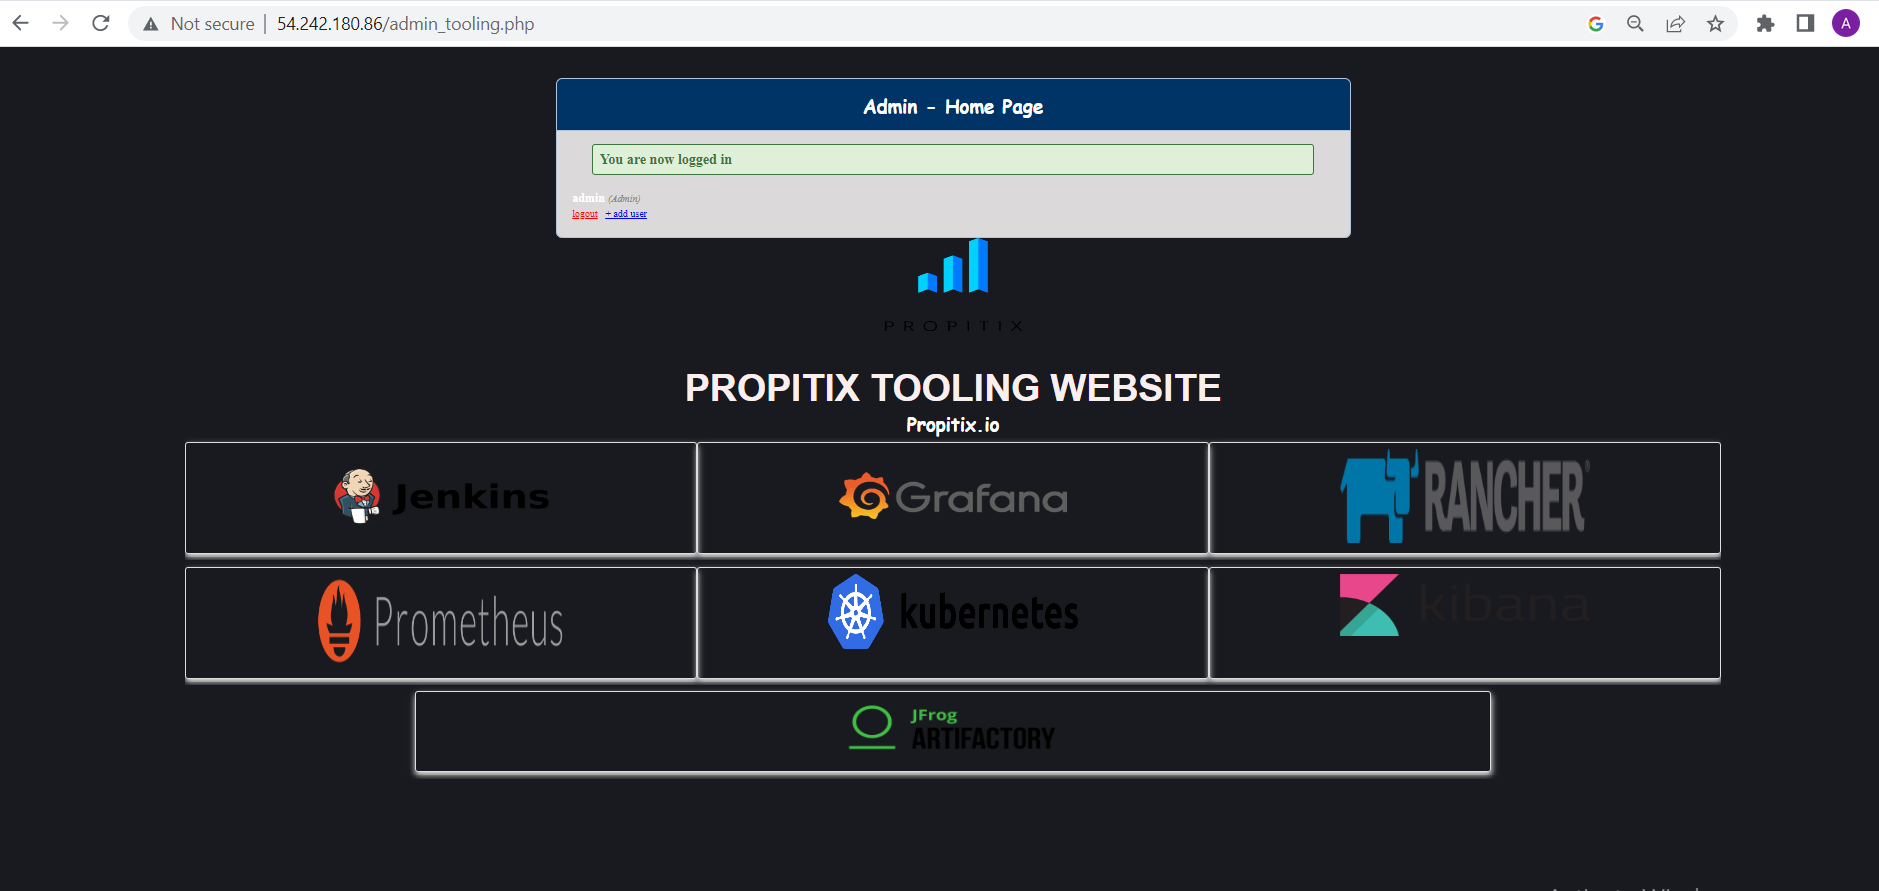 Not secure | 54.242.180.86/admin_tooling.php
A
Admin - Home Page
You are now logged in
admin (Admin)
logout + add user
PROPITIX
PROPITIX TOOLING WEBSITE
Propitix.io
Jenkins
Grafana
RANCHER®
Prometheus
kubernetes
kibana
JFrog
ARTIFACTORY